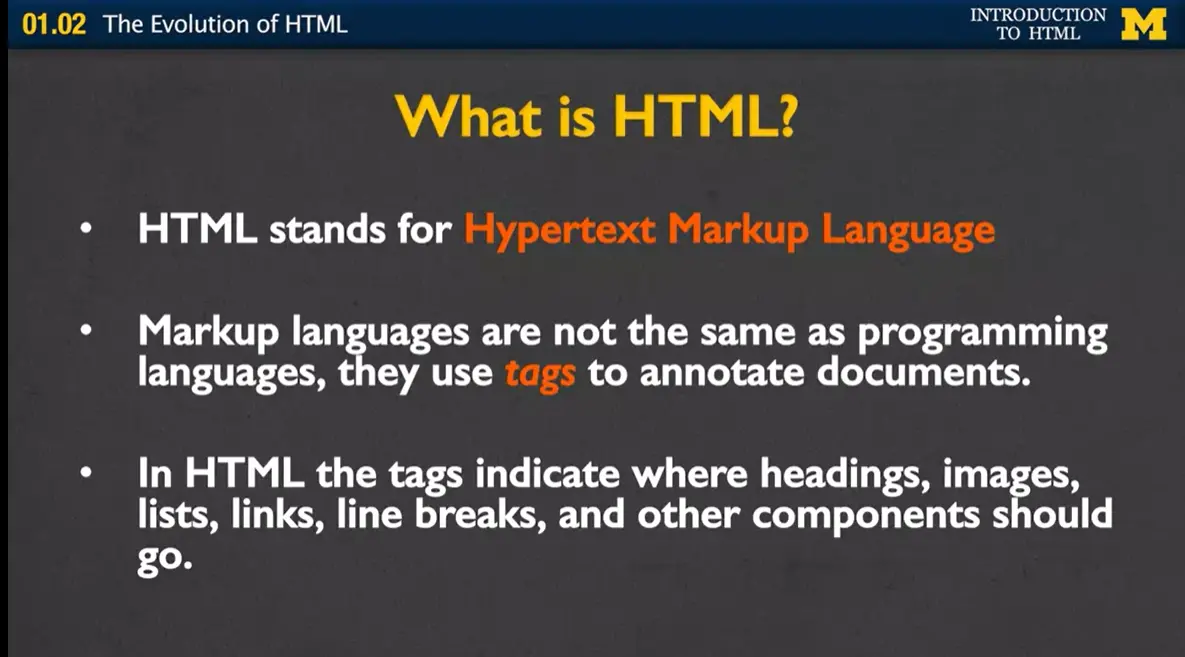 01.02 The Evolution of HTML
INTRODUCTION
TO HTML
M
What is HTML?
• HTML stands for Hypertext Markup Language
• Markup languages are not the same as programming
languages, they use tags to annotate documents.
• In HTML the tags indicate where headings, images,
lists, links, line breaks, and other components should
go.